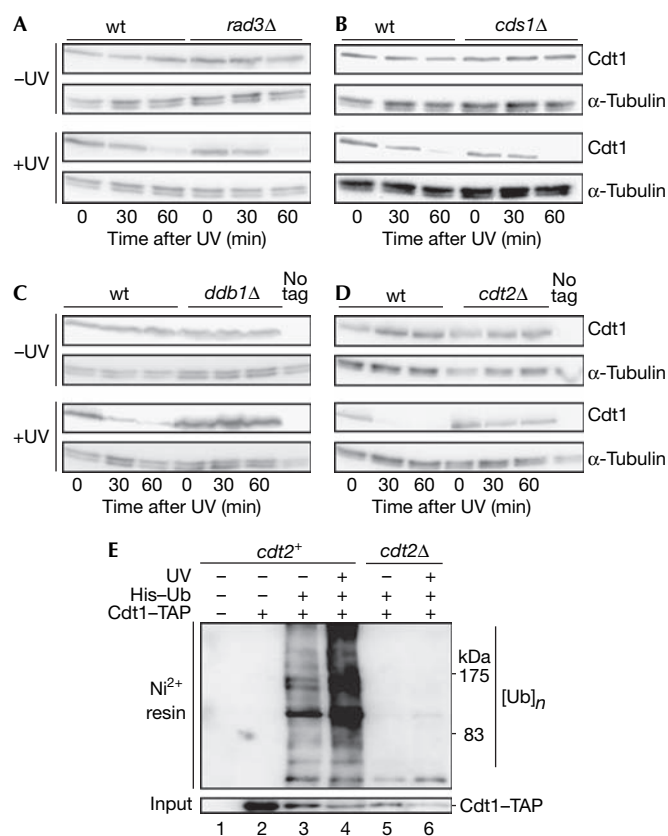 A
wt rad3Δ
–UV
+UV
0 30 60 0 30 60
Time after UV (min)
B
wt cds1Δ
Cdt1
α-Tubulin
Cdt1
α-Tubulin
0 30 60 0 30 60
Time after UV (min)
C
wt ddb1Δ No tag
–UV
+UV
0 30 60 0 30 60
Time after UV (min)
D
wt cdt2Δ No tag
Cdt1
α-Tubulin
Cdt1
α-Tubulin
0 30 60 0 30 60
Time after UV (min)
E
cdt2+ cdt2Δ
UV – – – + – +
His–Ub – – + + + +
Cdt1–TAP – + + + + +
Ni2+
resin
kDa
175
83
[Ub]n
Input
Cdt1–TAP
1 2 3 4 5 6